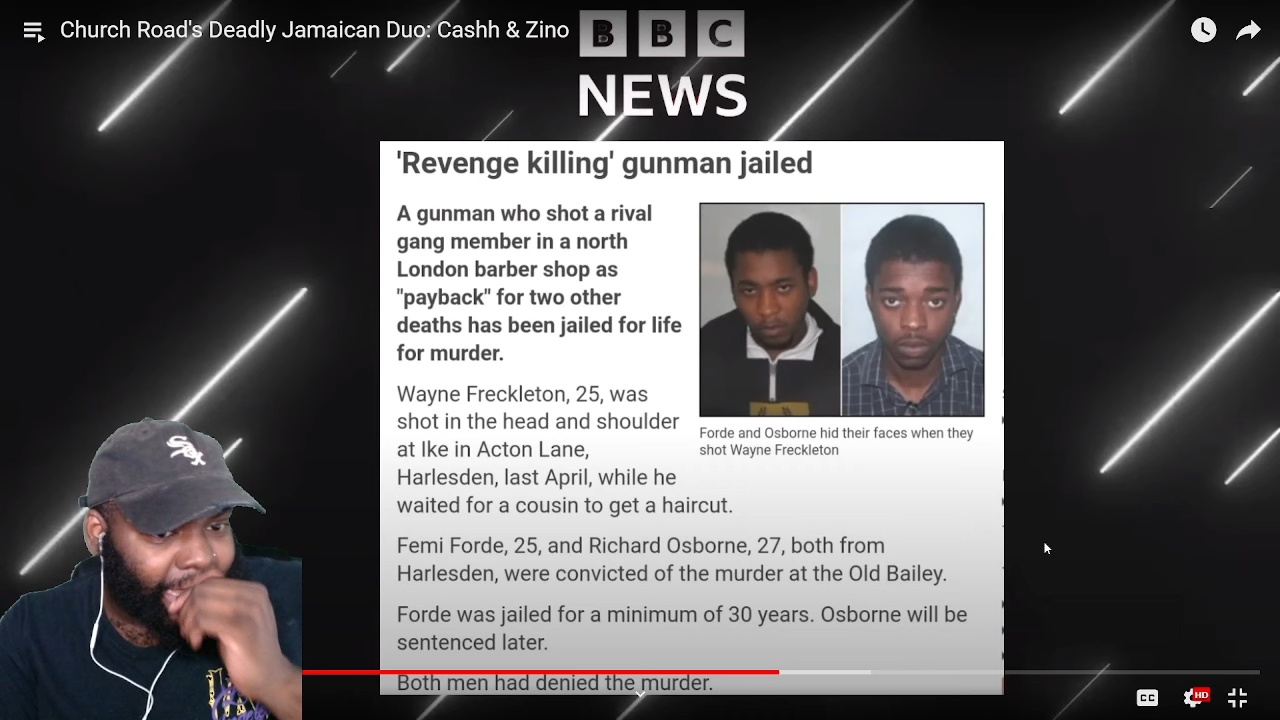 Church Road's Deadly Jamaican Duo: Cashh & Zino
BBC
NEWS
'Revenge killing' gunman jailed
A gunman who shot a rival
gang member in a north
London barber shop as
"payback" for two other
deaths has been jailed for life
for murder.
Wayne Freckleton, 25, was
shot in the head and shoulder
at Ike in Acton Lane,
Harlesden, last April, while he
waited for a cousin to get a haircut.
Forde and Osborne hid their faces when they
shot Wayne Freckleton
Femi Forde, 25, and Richard Osborne, 27, both from
Harlesden, were convicted of the murder at the Old Bailey.
Forde was jailed for a minimum of 30 years. Osborne will be
sentenced later.
Both men had denied the murder.
Sox
CC
HD